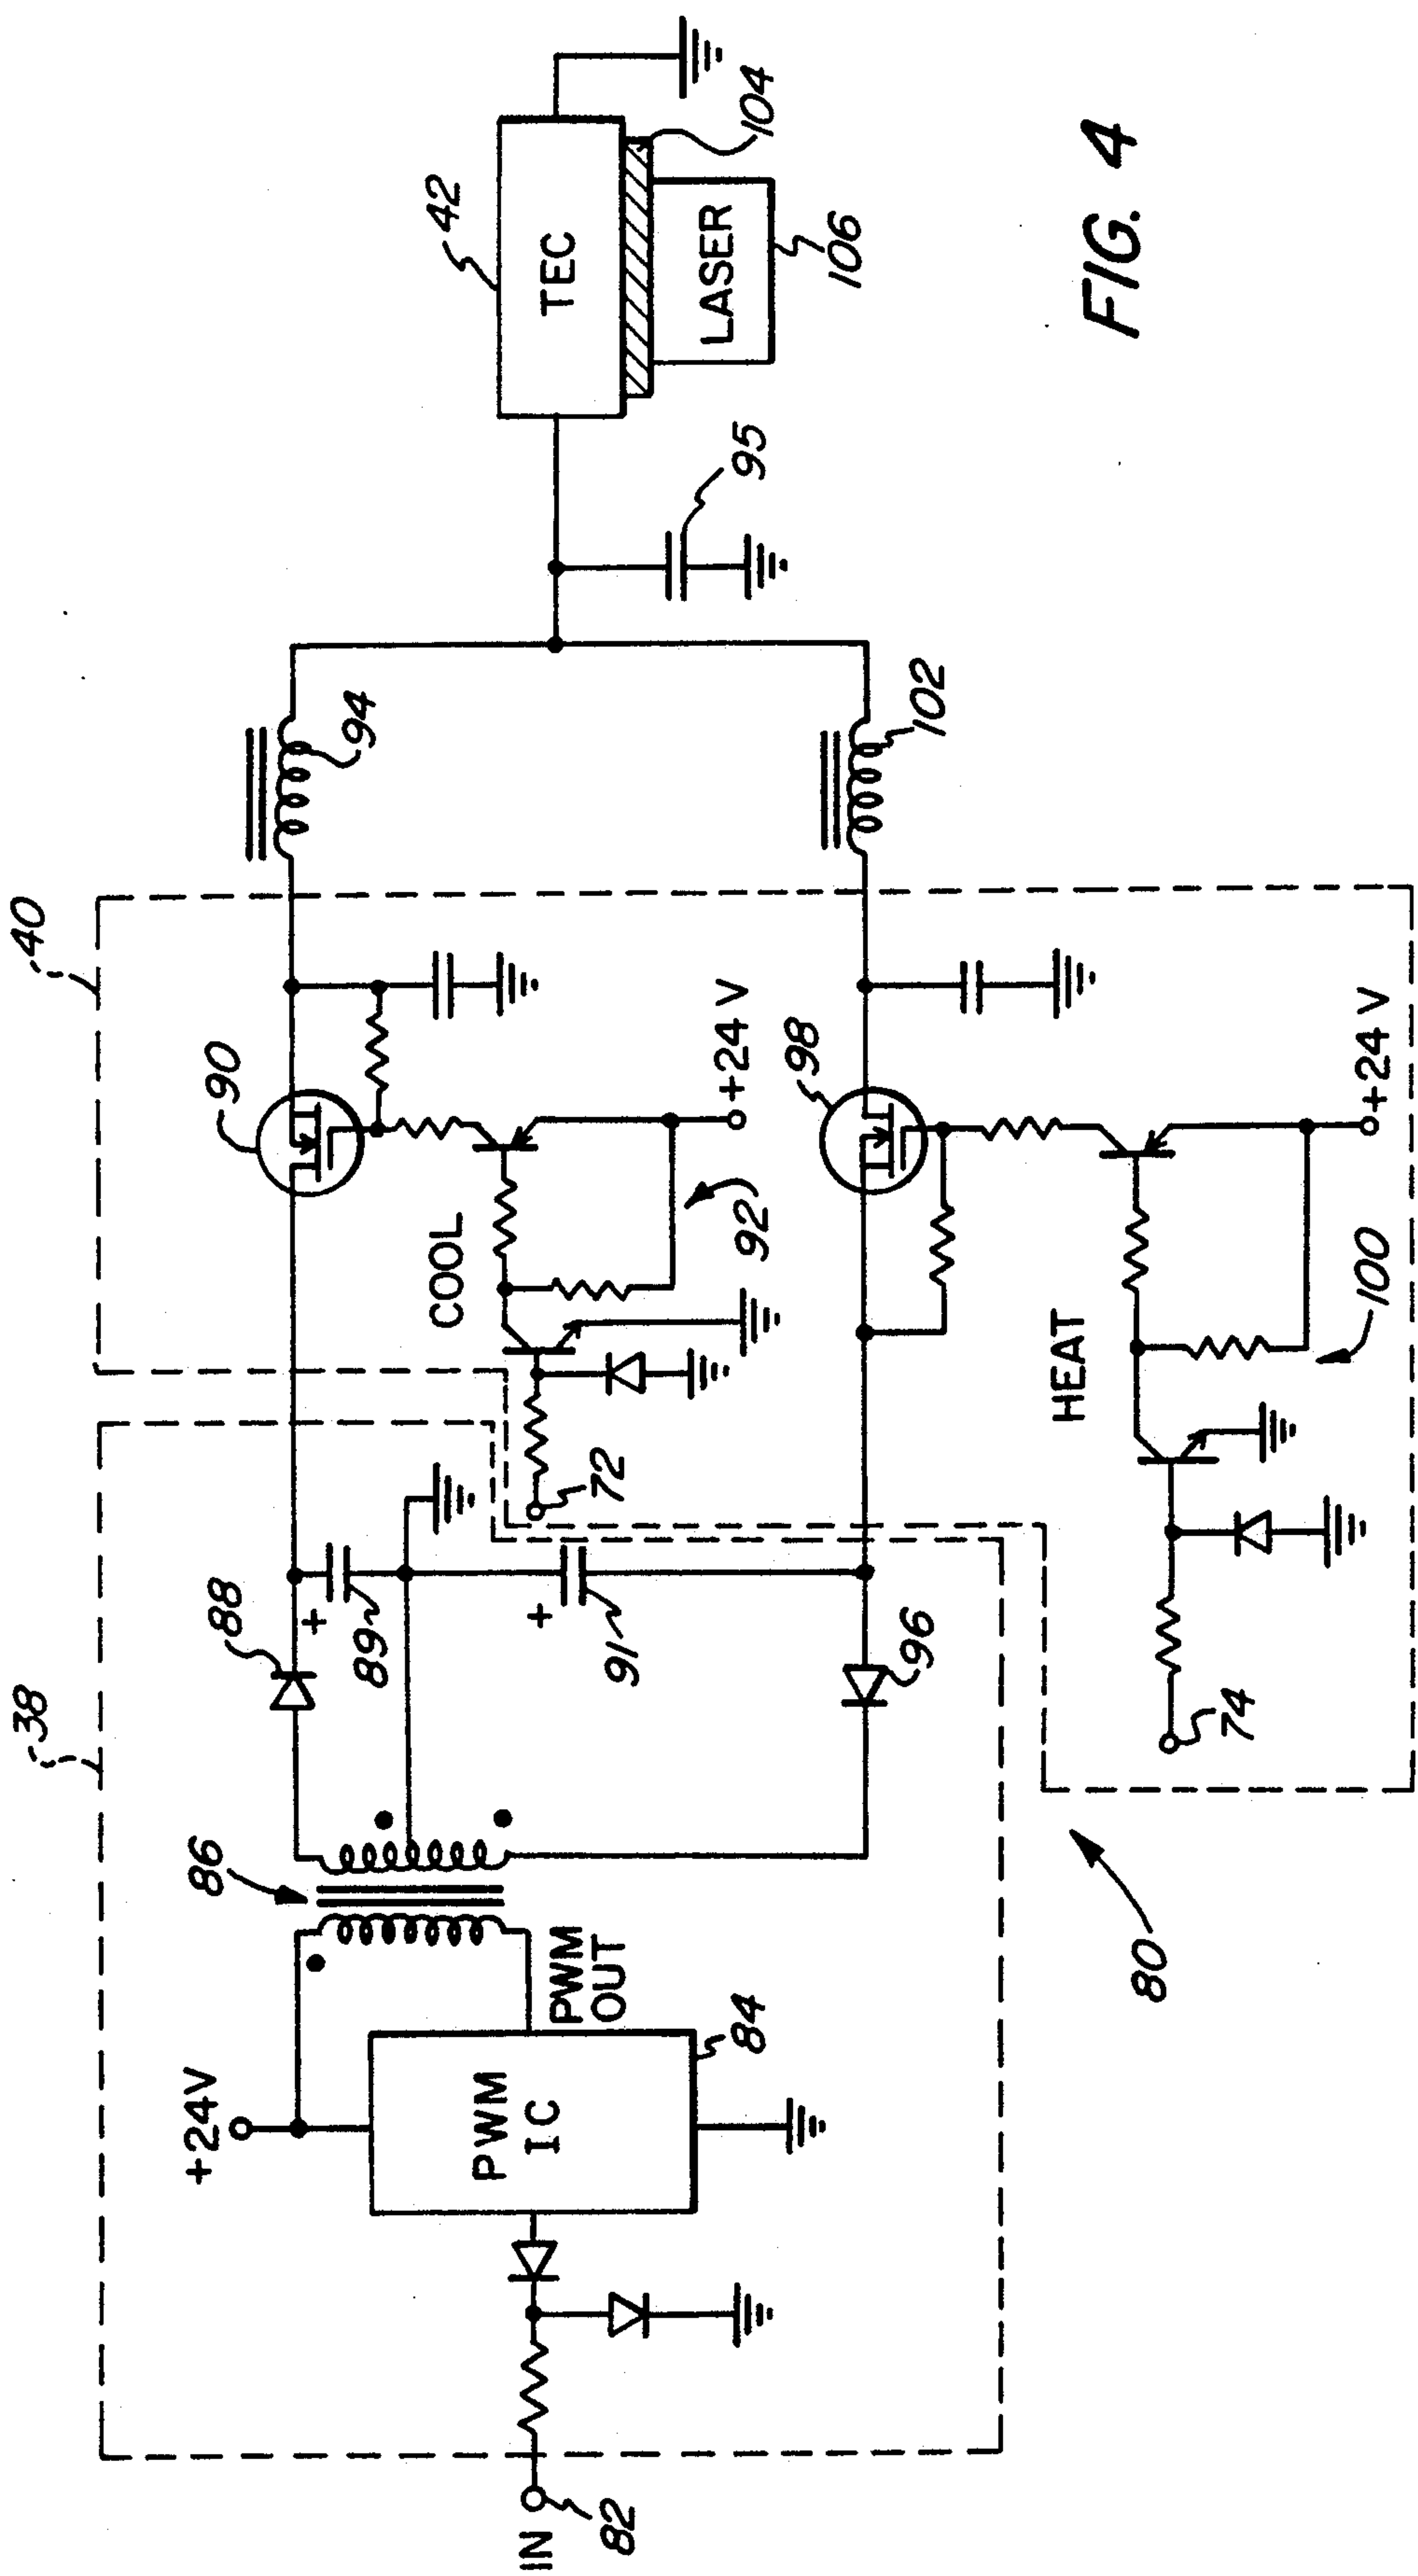 38
40
+24V
86
88
90
94
+
89
COOL
42
TEC
PWM
IC
PWM
OUT
+
91
72
92
+24 V
95
LASER
104
IN
82
84
96
98
102
106
80
74
HEAT
100
+24 V
FIG. 4